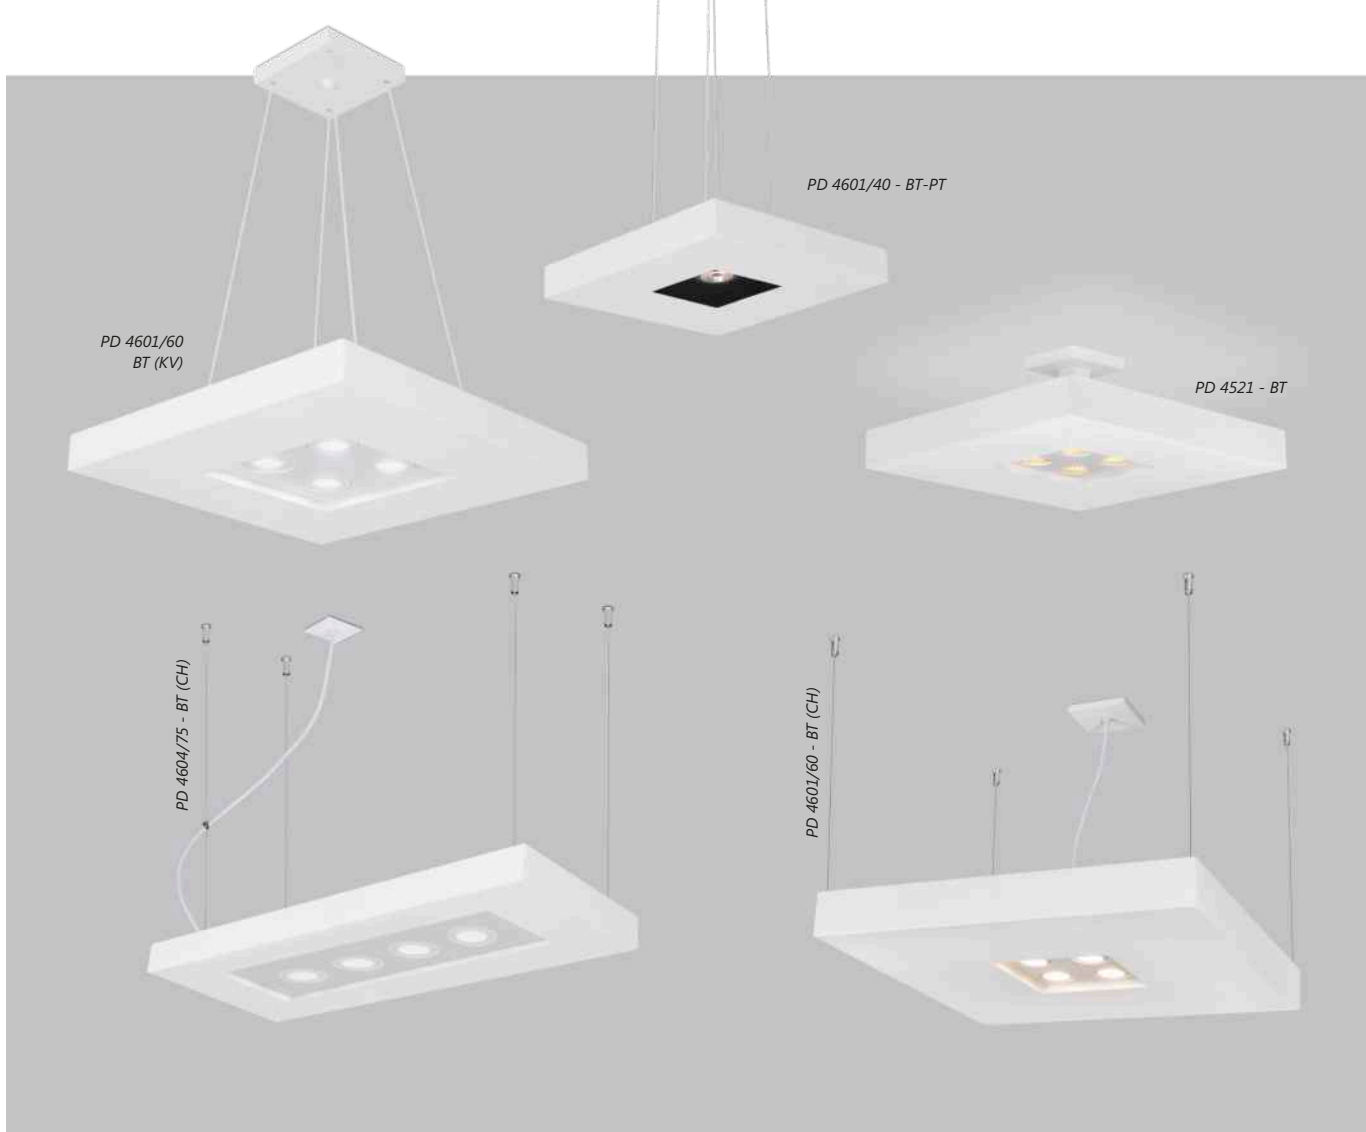 PD 4601/40 - BT-PT
PD 4601/60
BT (KV)
PD 4521 - BT
PD 4604/75 - BT (CH)
PD 4601/60 - BT (CH)